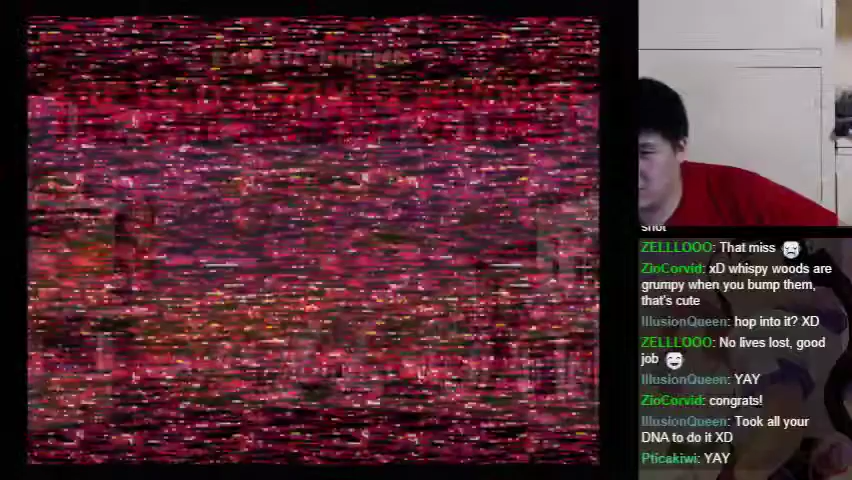 shot
ZELLLOOO: That miss
ZioCorvid: xD whispy woods are
grumpy when you bump them,
that's cute
IllusionQueen: hop into it? XD
ZELLLOOO: No lives lost, good
job
IllusionQueen: YAY
ZioCorvid: congrats!
IllusionQueen: Took all your
DNA to do it XD
Pticakiwi: YAY